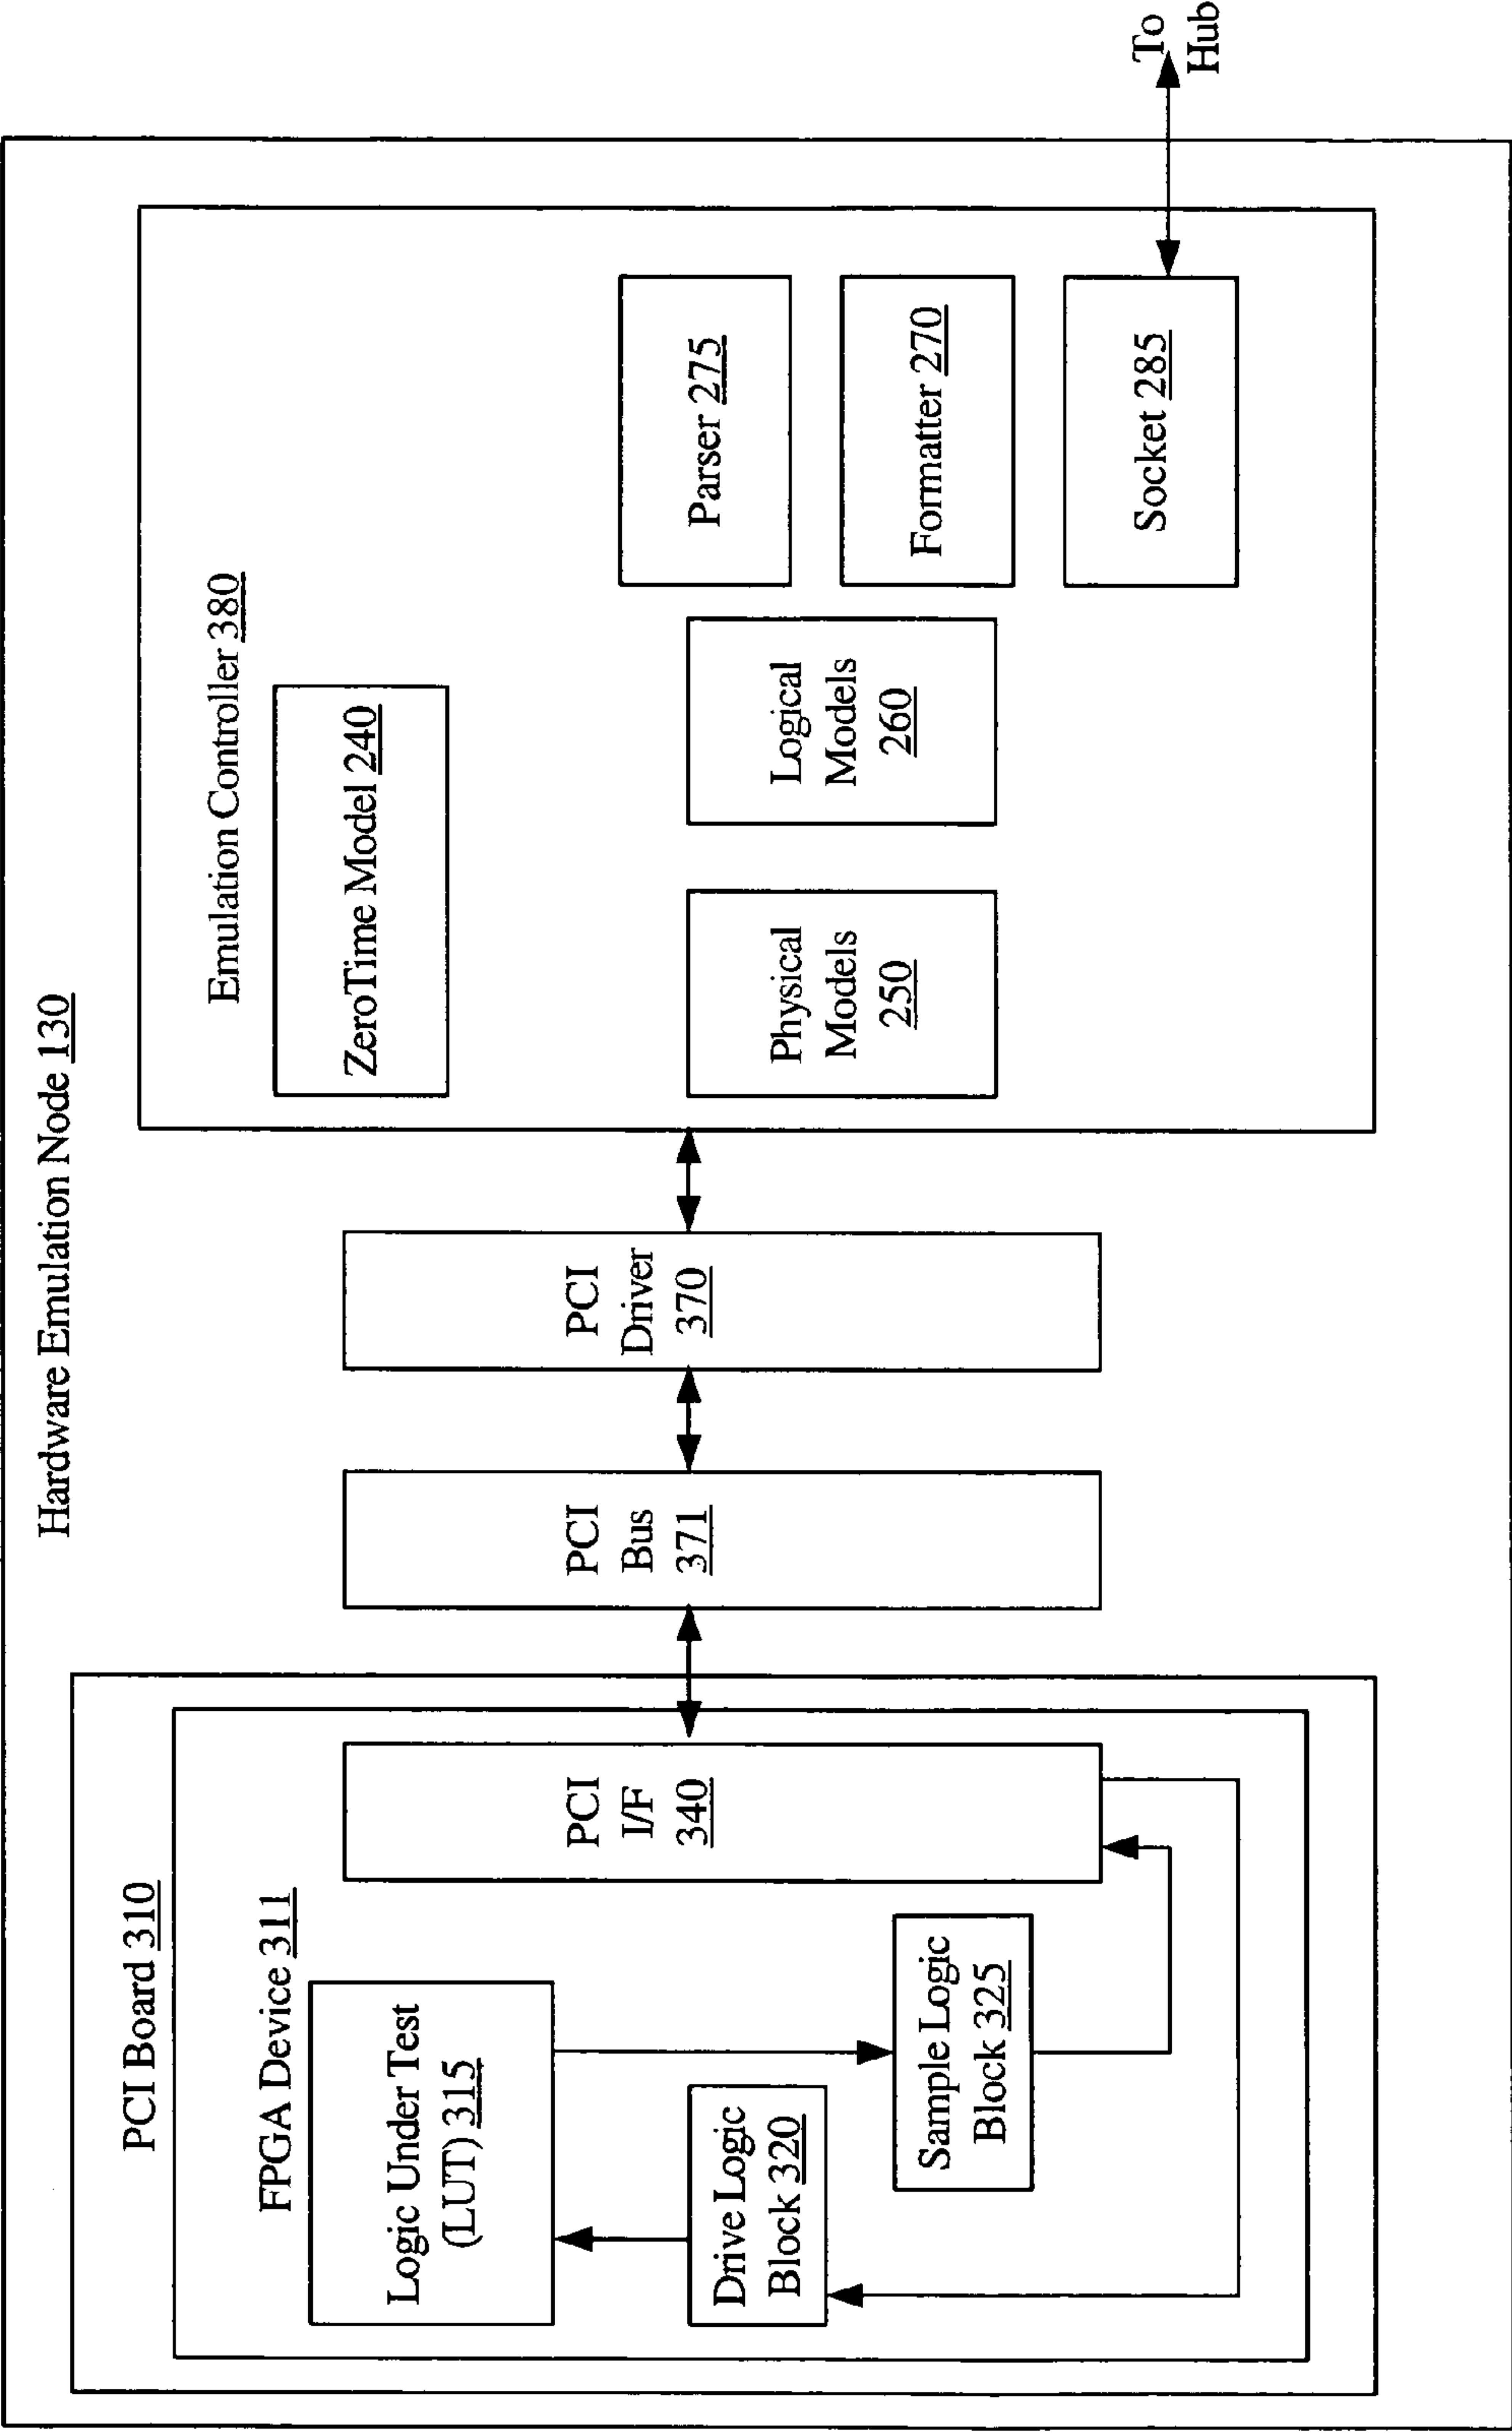 Hardware Emulation Node 130
PCI Board 310
FPGA Device 311
Logic Under Test
(LUT) 315
Drive Logic
Block 320
Sample Logic
Block 325
PCI
I/F
340
PCI
Bus
371
PCI
Driver
370
Emulation Controller 380
ZeroTime Model 240
Physical
Models
250
Logical
Models
260
Parser 275
Formatter 270
Socket 285
To
Hub